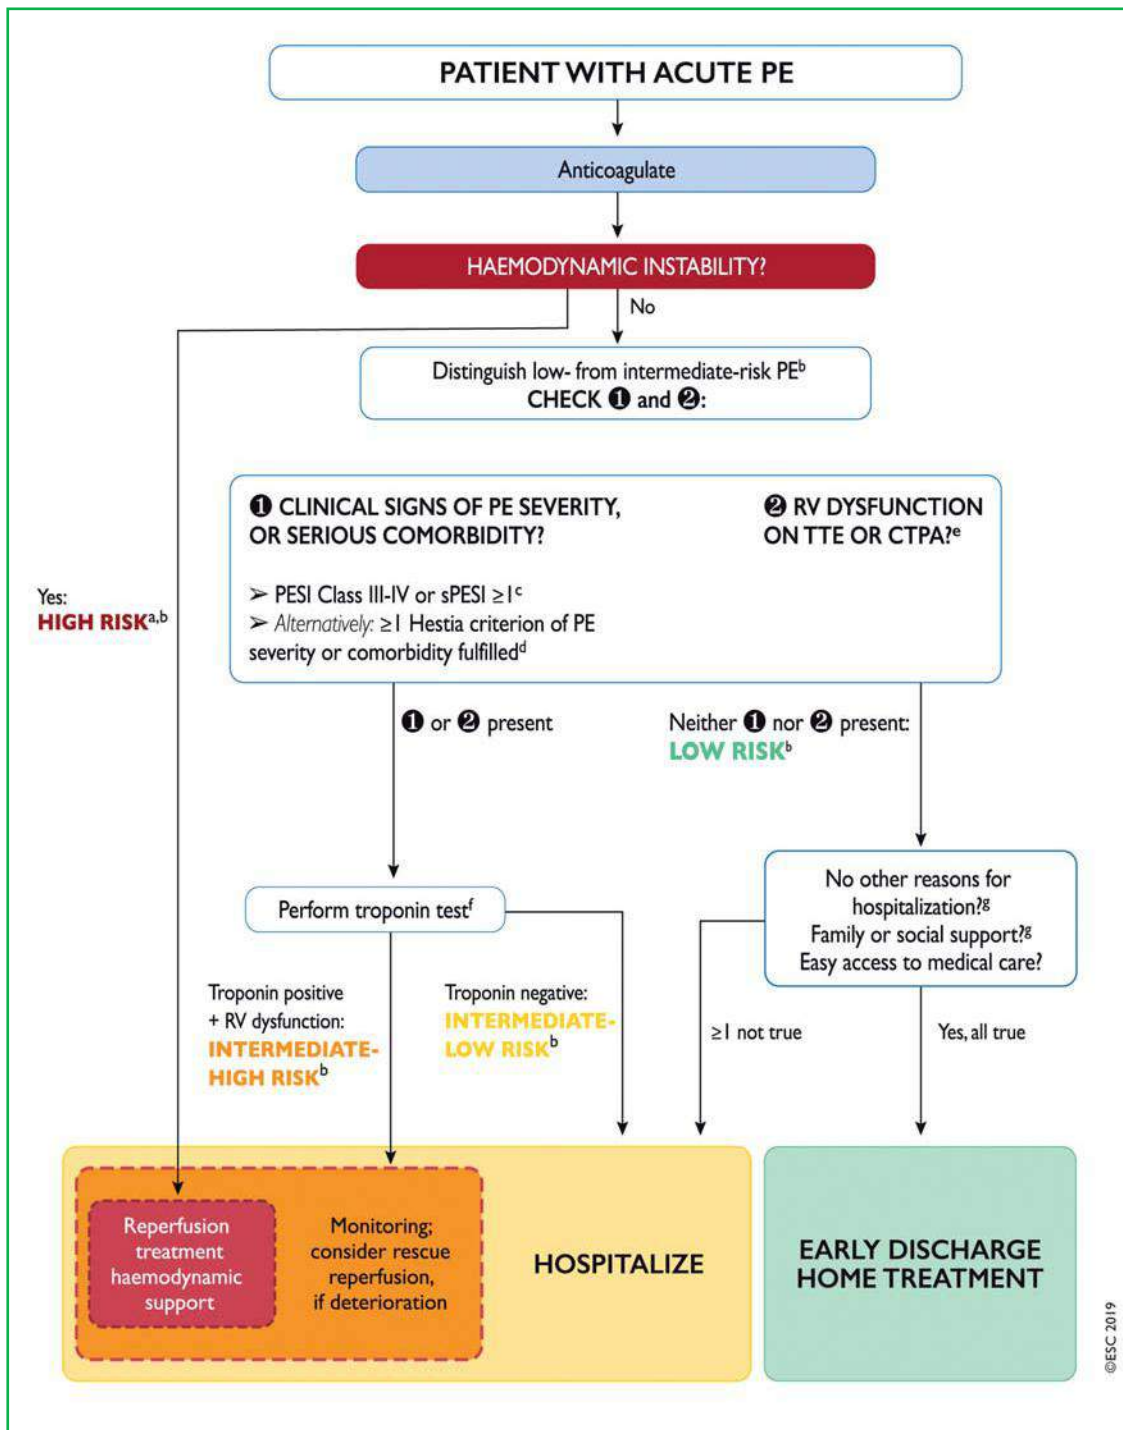 PATIENT WITH ACUTE PE
Anticoagulate
HAEMODYNAMIC INSTABILITY?
No
Distinguish low- from intermediate-risk PEᵇ
CHECK ❶ and ❷:
❶ CLINICAL SIGNS OF PE SEVERITY,
OR SERIOUS COMORBIDITY?
➢ PESI Class III-IV or sPESI ≥1ᶜ
➢ Alternatively: ≥1 Hestia criterion of PE
severity or comorbidity fulfilledᵈ
❷ RV DYSFUNCTION
ON TTE OR CTPA?ᵉ
Yes:
HIGH RISKᵃ,ᵇ
❶ or ❷ present
Neither ❶ nor ❷ present:
LOW RISKᵇ
Perform troponin testᶠ
No other reasons for
hospitalization?ᵍ
Family or social support?ᵍ
Easy access to medical care?
Troponin positive
+ RV dysfunction:
INTERMEDIATE-
HIGH RISKᵇ
Troponin negative:
INTERMEDIATE-
LOW RISKᵇ
≥1 not true
Yes, all true
Reperfusion
treatment
haemodynamic
support
Monitoring;
consider rescue
reperfusion,
if deterioration
HOSPITALIZE
EARLY DISCHARGE
HOME TREATMENT
©ESC 2019